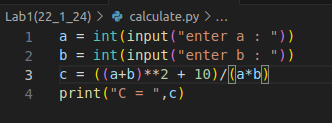 Lab1(22_1_24) > calculate.py > ...
1 a = int(input("enter a : "))
2 b = int(input("enter b : "))
3 c = ((a+b)**2 + 10)/(a*b)
4 print("C = ",c)